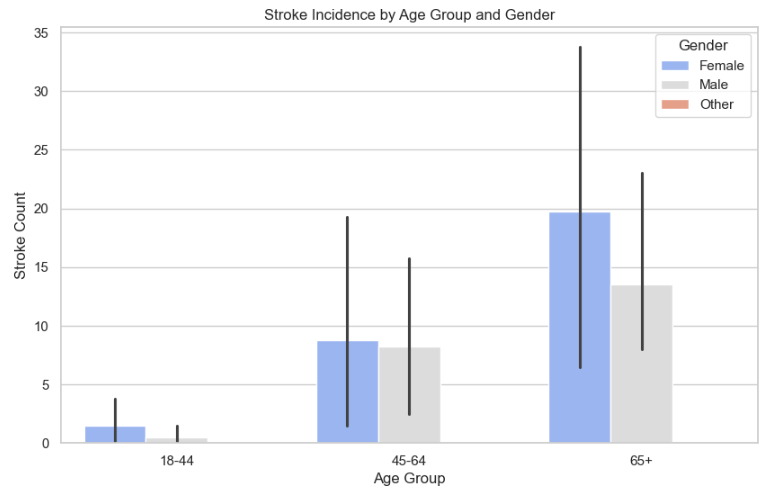 Stroke Incidence by Age Group and Gender
35
30
25
20
15
10
5
0
Stroke Count
Gender
Female
Male
Other
18-44
45-64
65+
Age Group